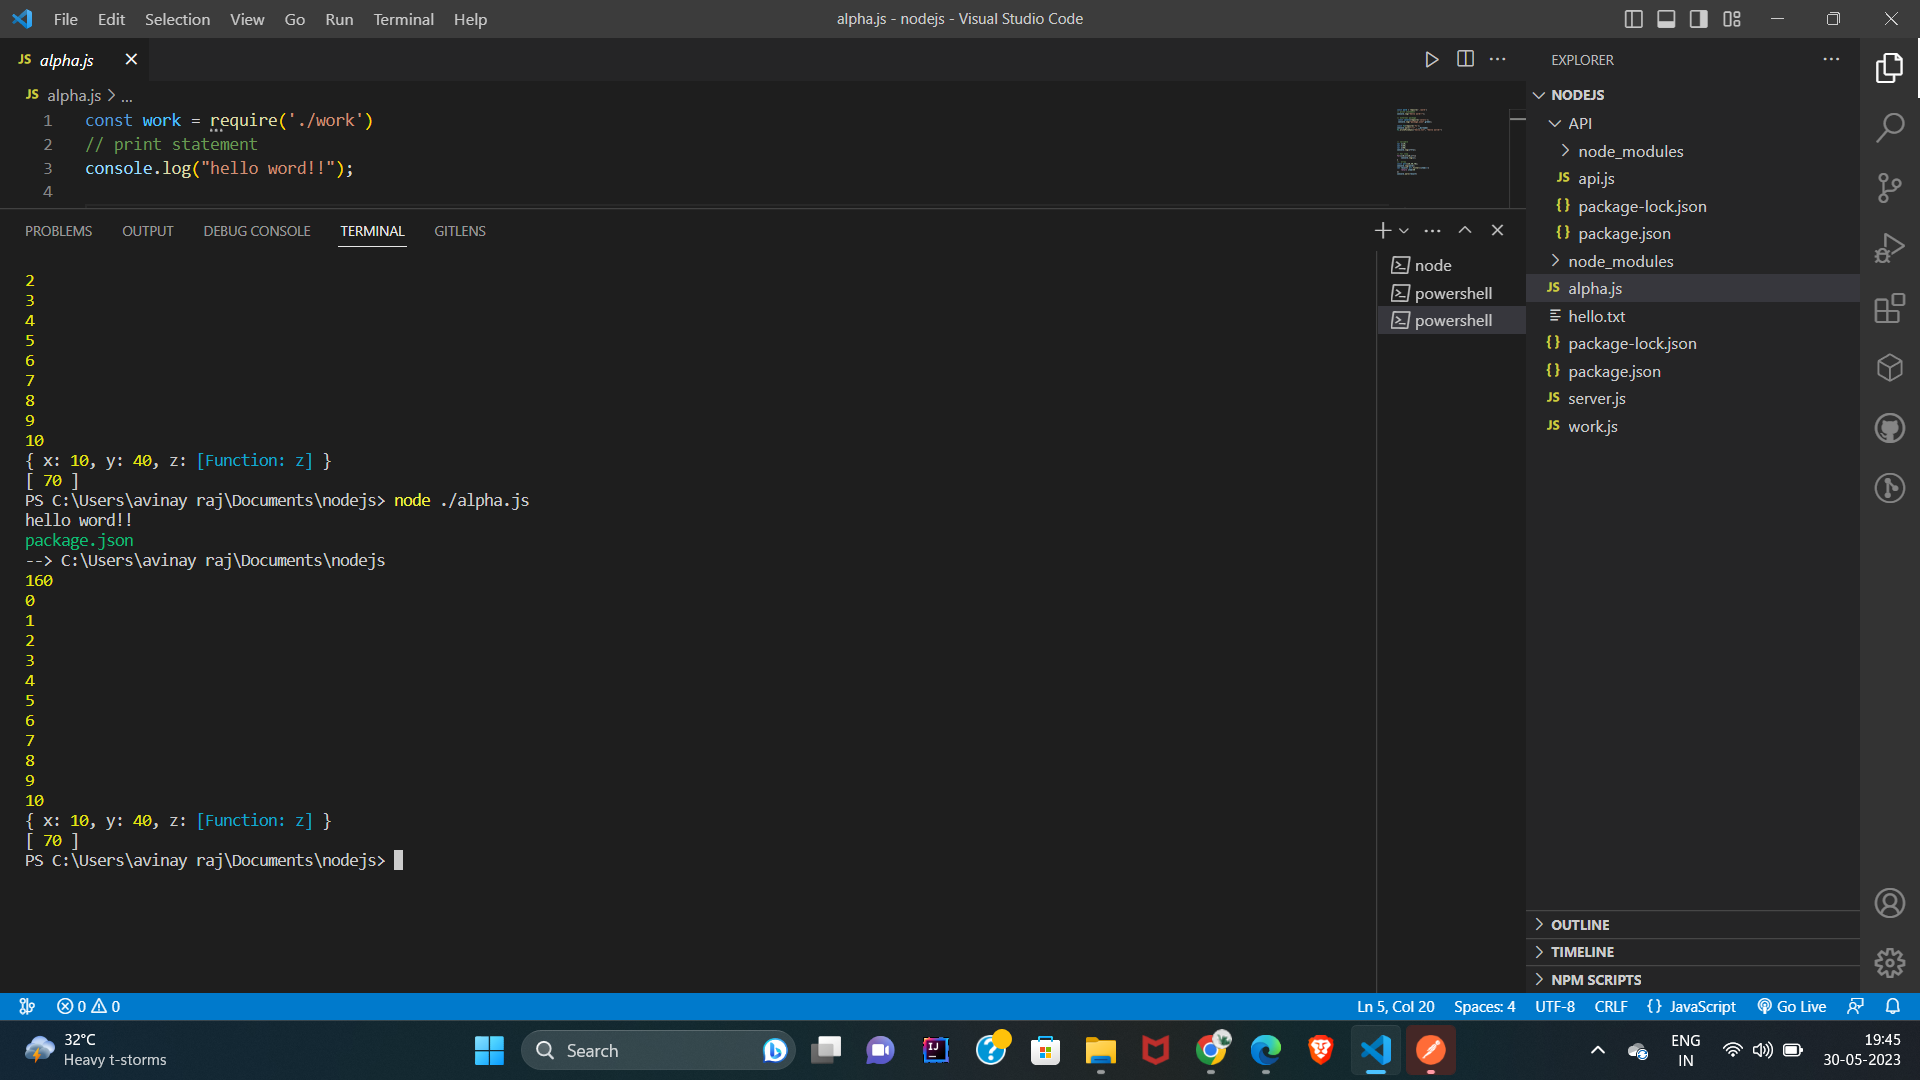 File Edit Selection View Go Run Terminal Help
alpha.js - nodejs - Visual Studio Code
JS alpha.js
JS alpha.js > ...
1 const work = require('./work')
2 // print statement
3 console.log("hello word!!");
4
PROBLEMS OUTPUT DEBUG CONSOLE TERMINAL GITLENS
2
3
4
5
6
7
8
9
10
{ x: 10, y: 40, z: [Function: z] }
[ 70 ]
PS C:\Users\avinay raj\Documents\nodejs> node ./alpha.js
hello word!!
package.json
--> C:\Users\avinay raj\Documents\nodejs
160
0
1
2
3
4
5
6
7
8
9
10
{ x: 10, y: 40, z: [Function: z] }
[ 70 ]
PS C:\Users\avinay raj\Documents\nodejs>
node
powershell
powershell
EXPLORER
NODEJS
API
node_modules
JS api.js
{} package-lock.json
{} package.json
node_modules
JS alpha.js
hello.txt
{} package-lock.json
{} package.json
JS server.js
JS work.js
OUTLINE
TIMELINE
NPM SCRIPTS
0 0
Ln 5, Col 20 Spaces: 4 UTF-8 CRLF {} JavaScript Go Live
32°C
Heavy t-storms
Search
ENG
IN
19:45
30-05-2023